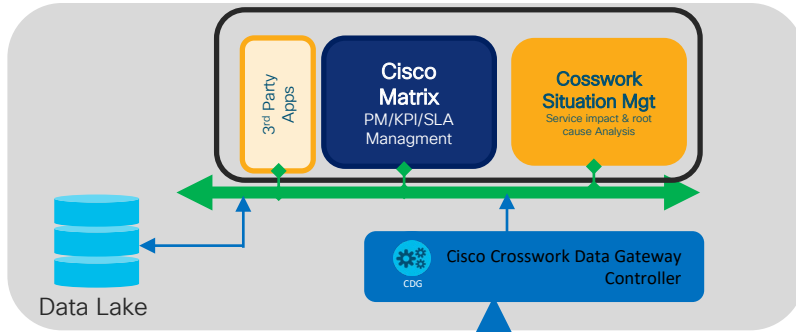 3rd Party
Apps
Cisco
Matrix
PM/KPI/SLA
Managment
Cosswork
Situation Mgt
Service impact & root
cause Analysis
Data Lake
CDG
Cisco Crosswork Data Gateway
Controller